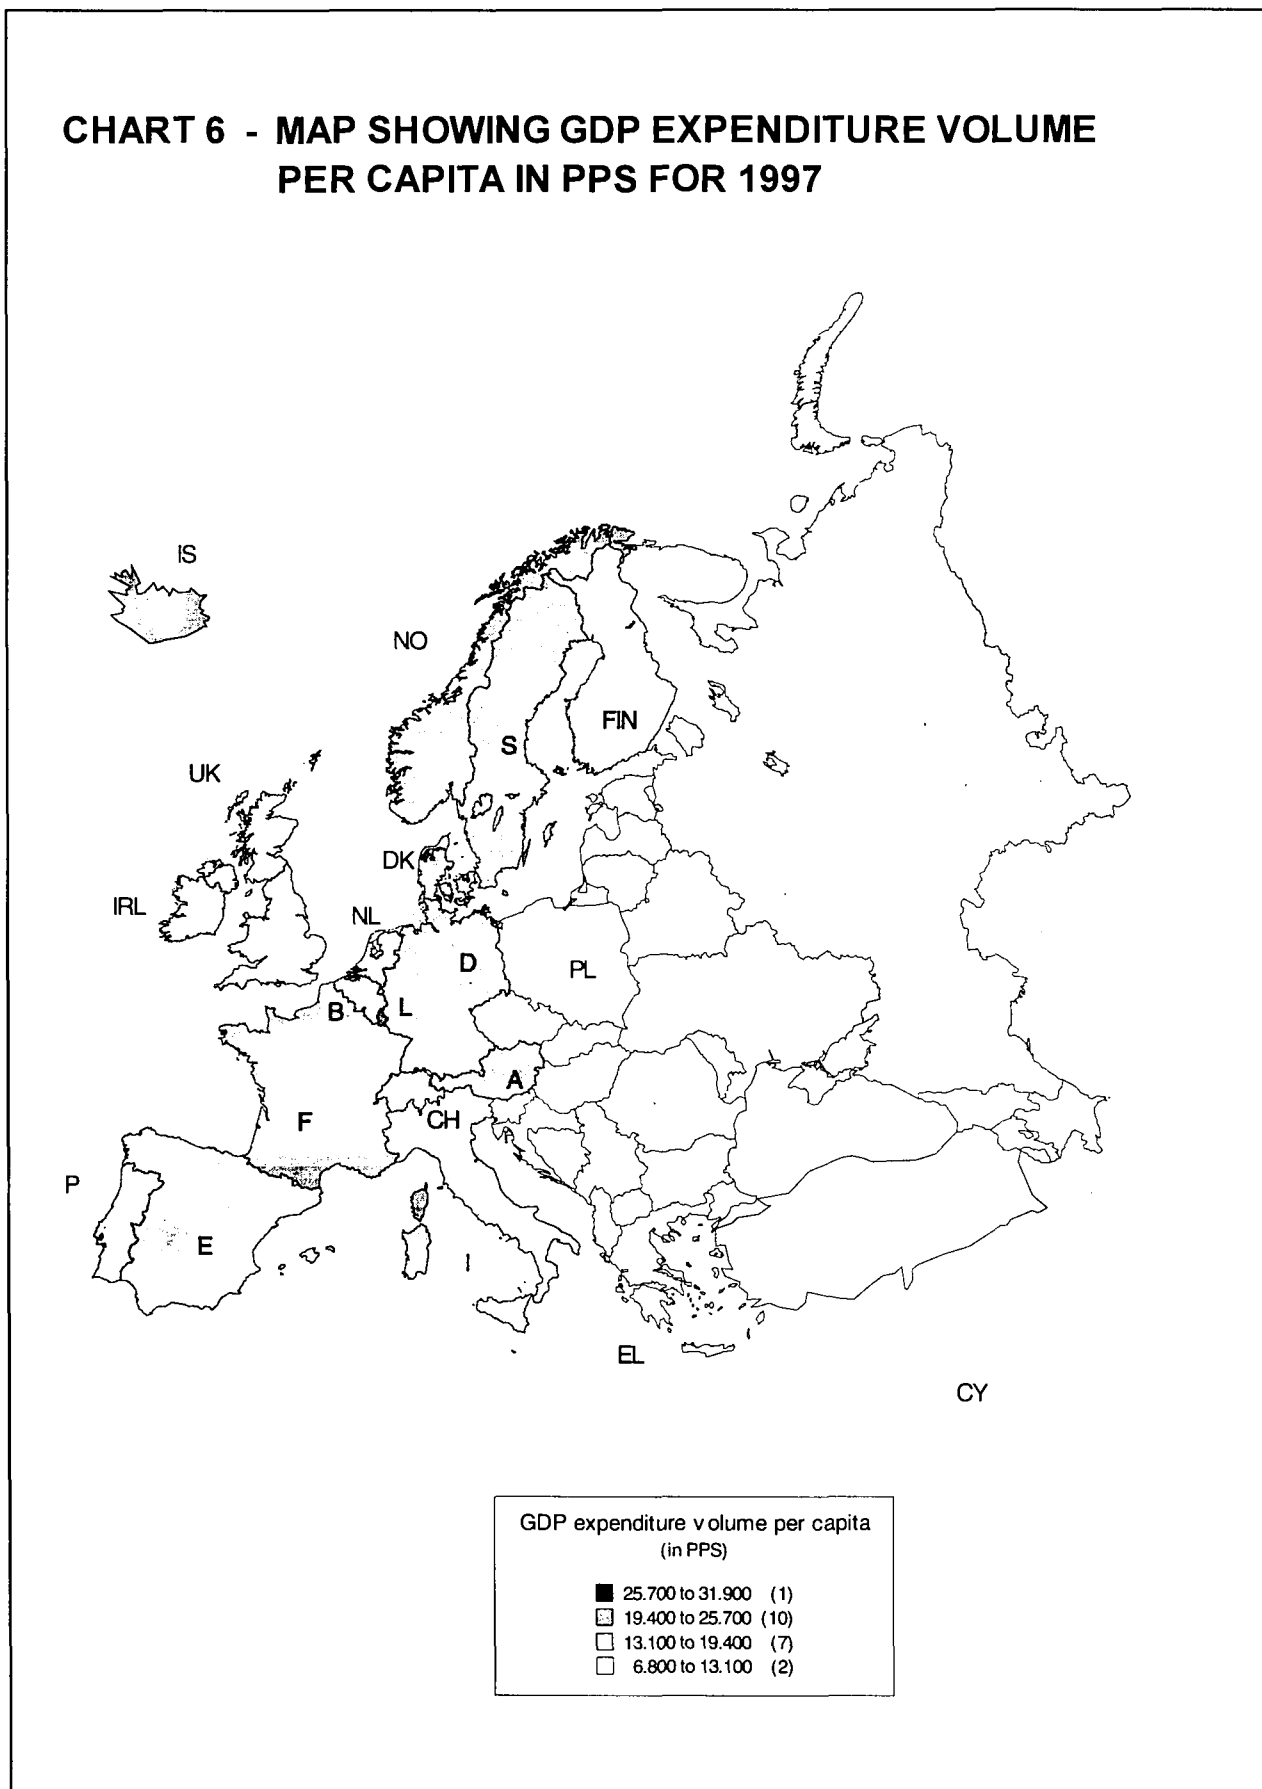 CHART 6 - MAP SHOWING GDP EXPENDITURE VOLUME
PER CAPITA IN PPS FOR 1997
IS
NO
FIN
S
UK
DK
IRL
NL
D
PL
B
L
A
F
CH
P
E
I
EL
CY
GDP expenditure volume per capita
(in PPS)
25.700 to 31.900 (1)
19.400 to 25.700 (10)
13.100 to 19.400 (7)
6.800 to 13.100 (2)